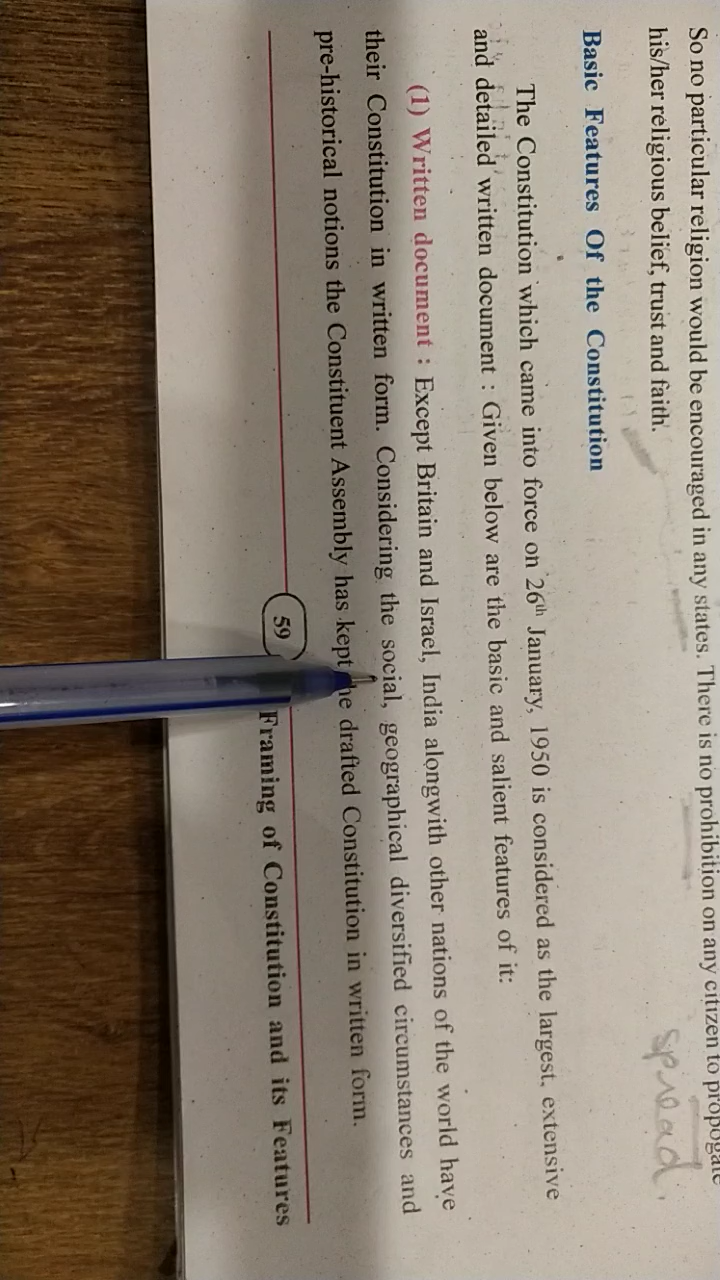 So no particular religion would be encouraged in any states. There is no prohibition on any citizen to propogate
spread.
his/her religious belief, trust and faith.
Basic Features Of the Constitution
The Constitution which came into force on 26th January, 1950 is considered as the largest, extensive
and detailed written document : Given below are the basic and salient features of it:
(1) Written document : Except Britain and Israel, India alongwith other nations of the world have
their Constitution in written form. Considering the social, geographical diversified circumstances and
pre-historical notions the Constituent Assembly has kept the drafted Constitution in written form.
59
Framing of Constitution and its Features